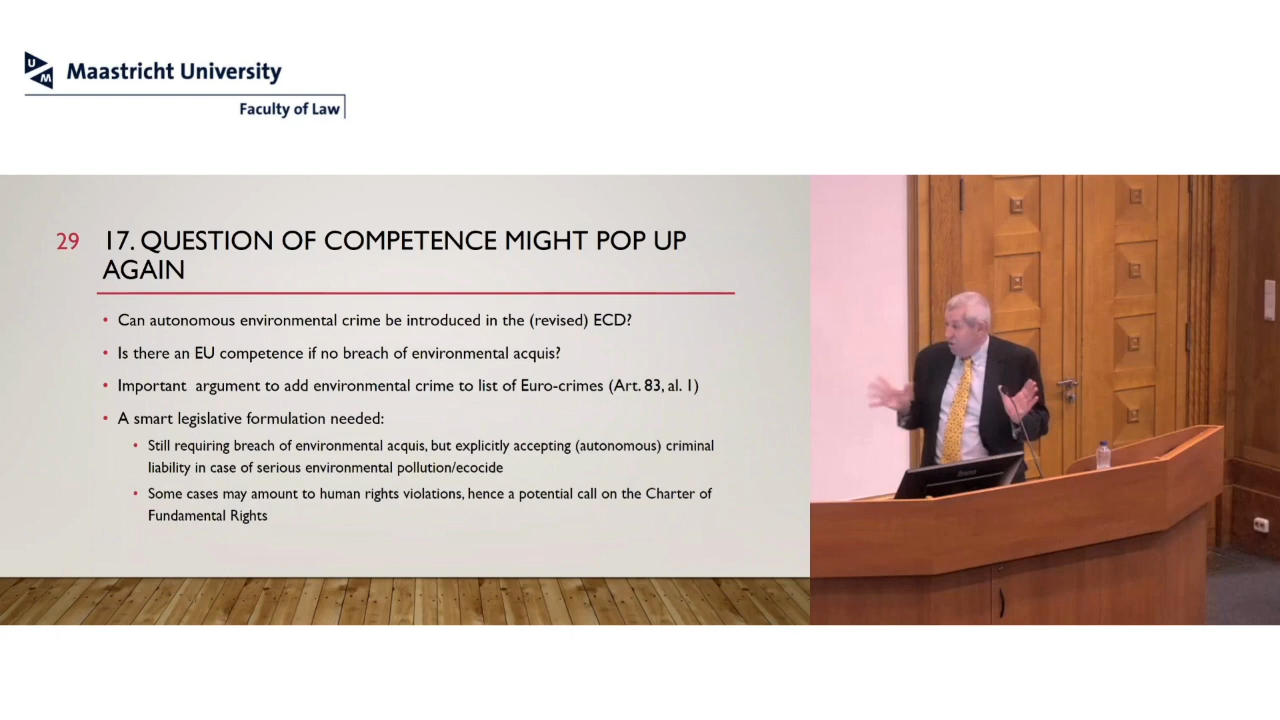 U
M
Maastricht University
Faculty of Law
29
17. QUESTION OF COMPETENCE MIGHT POP UP
AGAIN
• Can autonomous environmental crime be introduced in the (revised) ECD?
• Is there an EU competence if no breach of environmental acquis?
• Important argument to add environmental crime to list of Euro-crimes (Art. 83, al. 1)
• A smart legislative formulation needed:
• Still requiring breach of environmental acquis, but explicitly accepting (autonomous) criminal
liability in case of serious environmental pollution/ecocide
• Some cases may amount to human rights violations, hence a potential call on the Charter of
Fundamental Rights